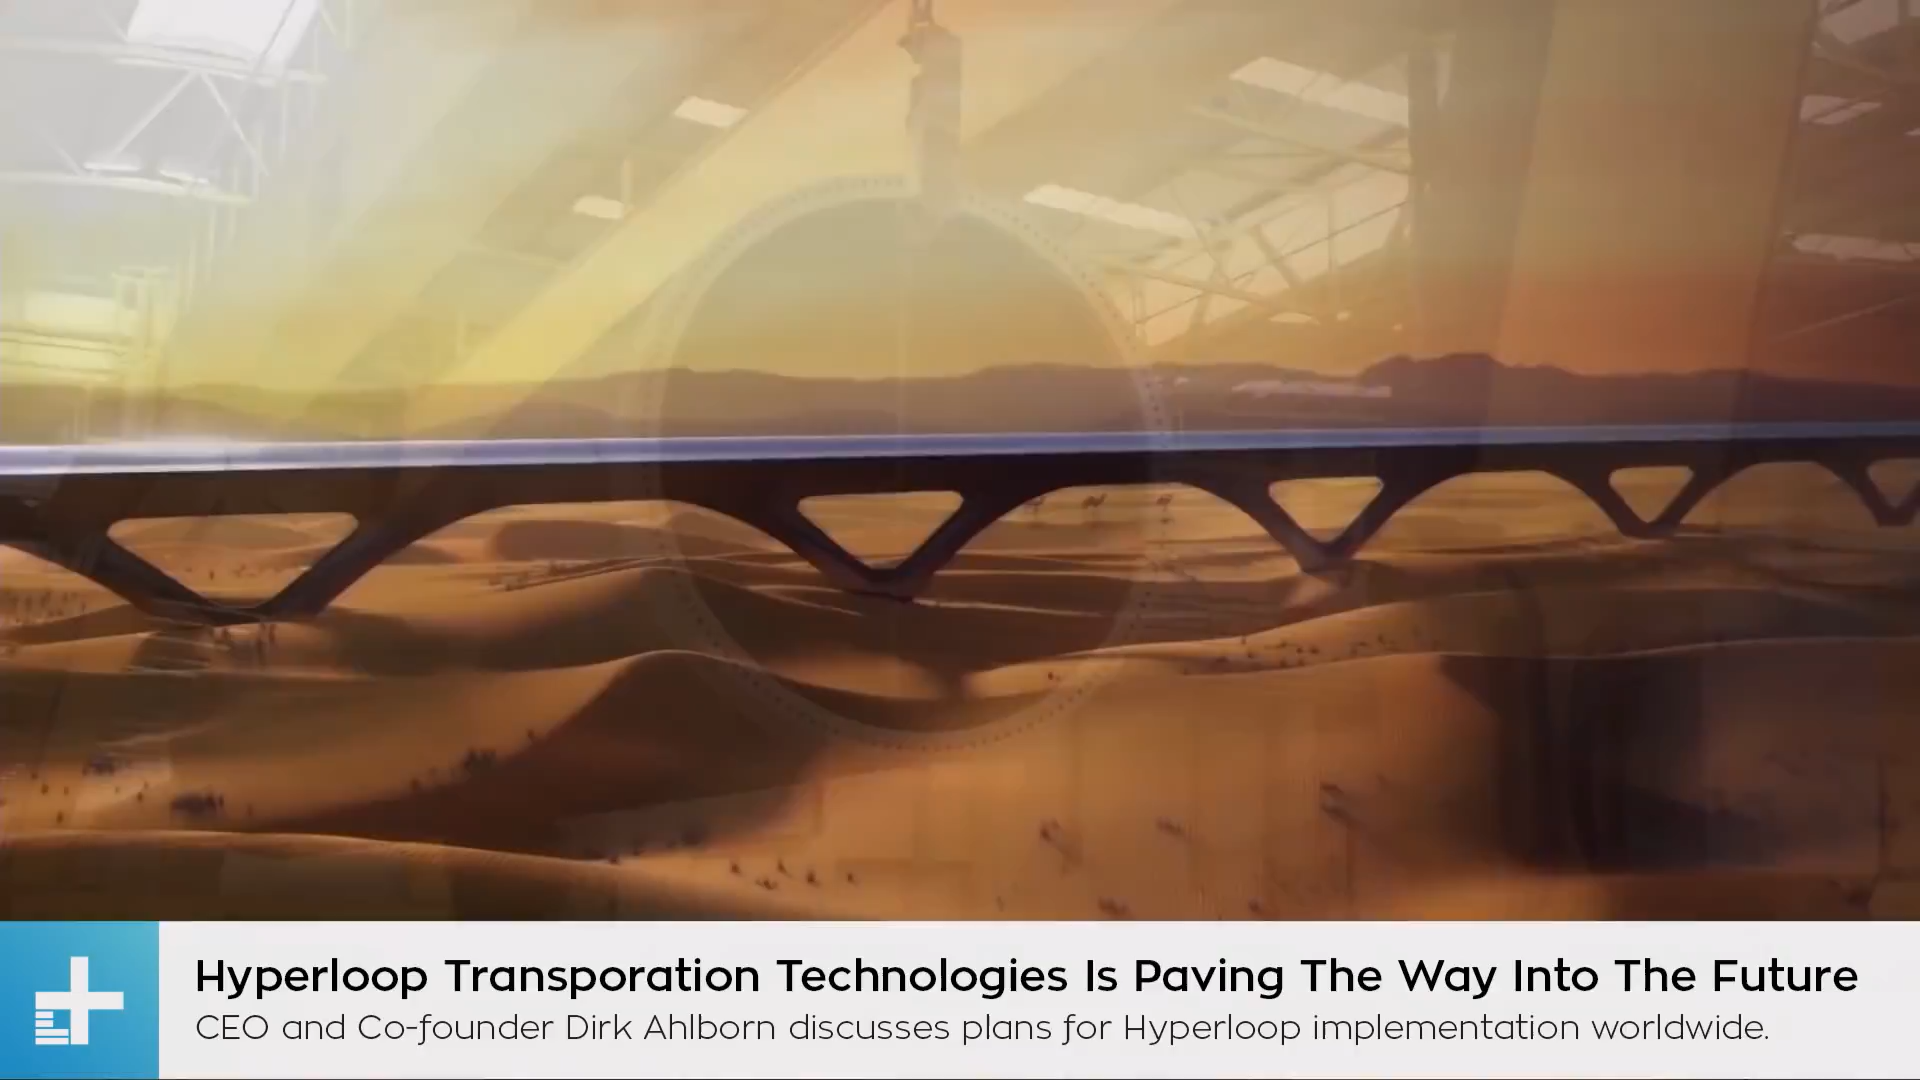 Hyperloop Transporation Technologies Is Paving The Way Into The Future
CEO and Co-founder Dirk Ahlborn discusses plans for Hyperloop implementation worldwide.